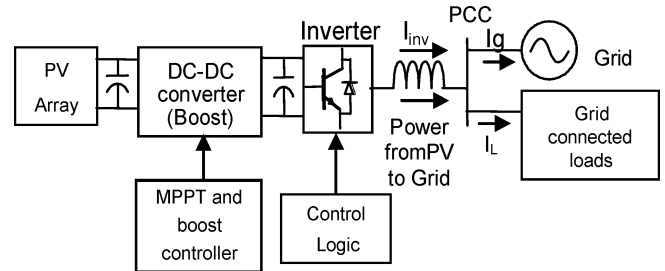 PV
Array
DC-DC
converter
(Boost)
MPPT and
boost
controller
Inverter
Control
Logic
Iinv
Power
fromPV
to Grid
PCC
Ig
Grid
IL
Grid
connected
loads